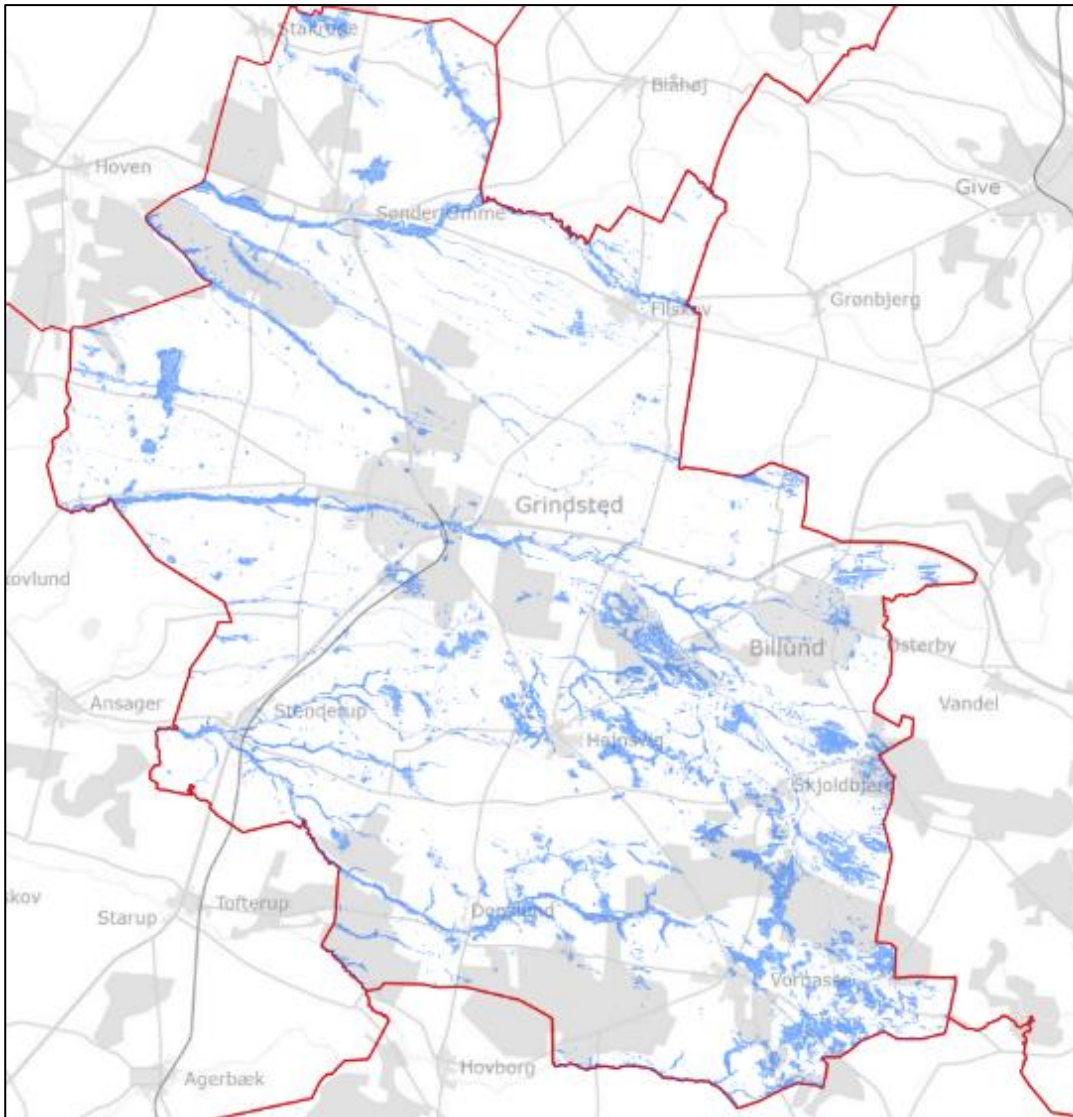 Stakroge
Blåhøj
Hoven
Give
Sønder Omme
Grønbjerg
Filskov
Grindsted
ovlund
Billund
Østerby
Ansager
Vandel
Stenderup
Hejnsvig
Skjoldbjerg
skov
Tofterup
Starup
Donslund
Vorbasse
Hovborg
Agerbæk